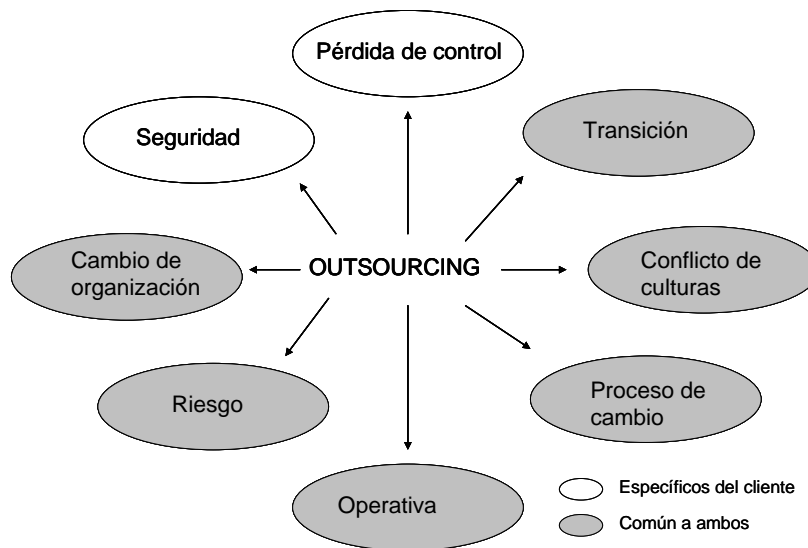 Pérdida de control
Seguridad
Transición
Cambio de
organización
OUTSOURCING
Conflicto de
culturas
Riesgo
Proceso de
cambio
Operativa
Específicos del cliente
Común a ambos